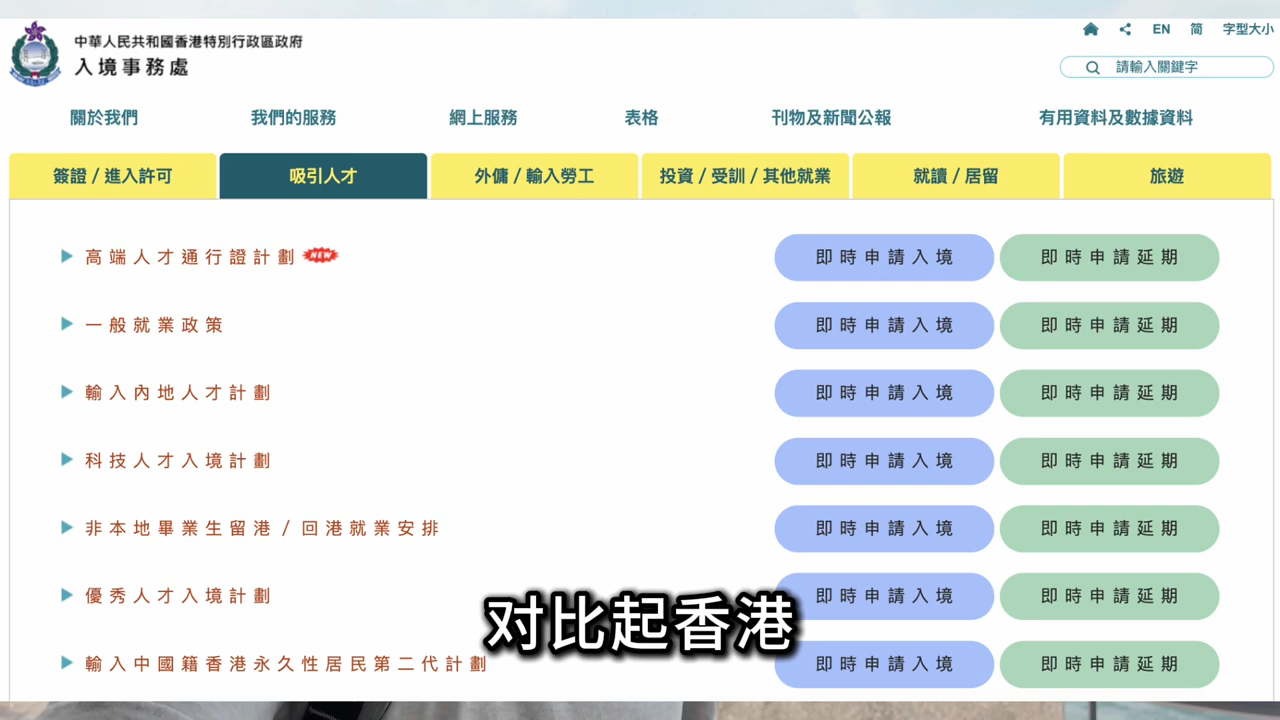 中華人民共和國香港特別行政區政府
入境事務處
EN 简 字型大小
請輸入關鍵字
關於我們 我們的服務 網上服務 表格 刊物及新聞公報 有用資料及數據資料
簽證 / 進入許可 吸引人才 外傭 / 輸入勞工 投資 / 受訓 / 其他就業 就讀 / 居留 旅遊
高端人才通行證計劃 NEW 即時申請入境 即時申請延期
一般就業政策 即時申請入境 即時申請延期
輸入內地人才計劃 即時申請入境 即時申請延期
科技人才入境計劃 即時申請入境 即時申請延期
非本地畢業生留港 / 回港就業安排 即時申請入境 即時申請延期
優秀人才入境計劃 即時申請入境 即時申請延期
对比起香港
輸入中國籍香港永久性居民第二代計劃 即時申請入境 即時申請延期